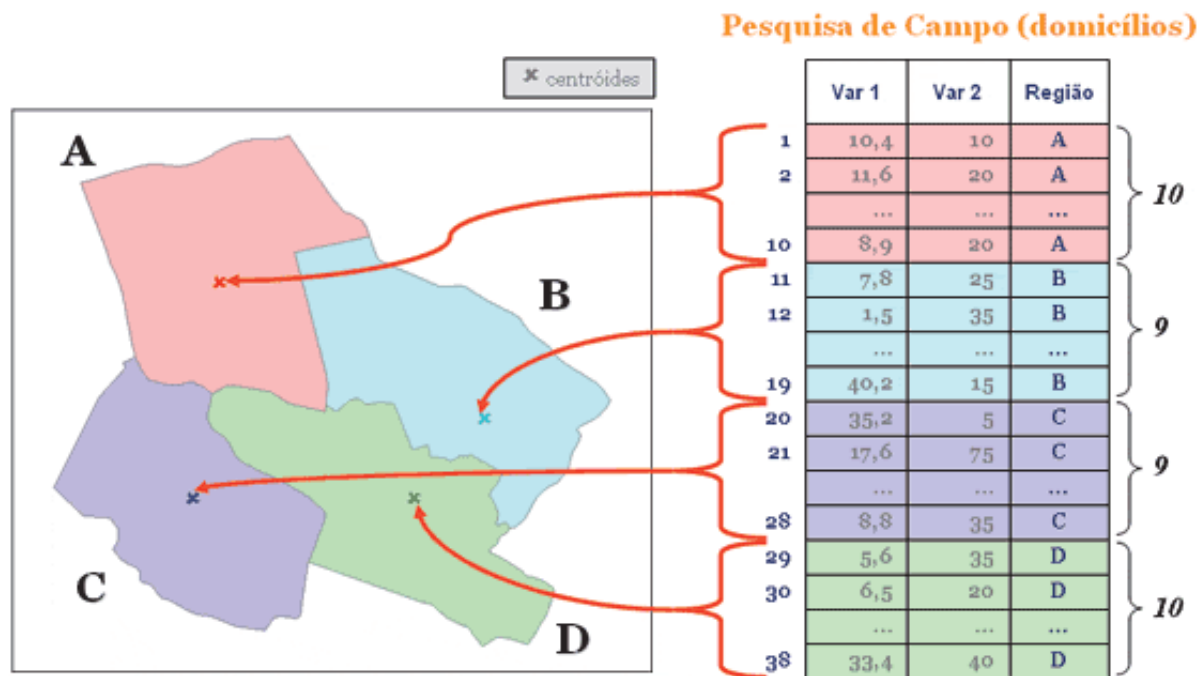 Pesquisa de Campo (domicílios)
× centróides
A
B
C
D
Var 1 Var 2 Região
1 10,4 10 A
2 11,6 20 A
... ... ...
10 8,9 20 A
10
11 7,8 25 B
12 1,5 35 B
... ... ...
19 40,2 15 B
9
20 35,2 5 C
21 17,6 75 C
... ... ...
28 8,8 35 C
9
29 5,6 35 D
30 6,5 20 D
... ... ...
38 33,4 40 D
10